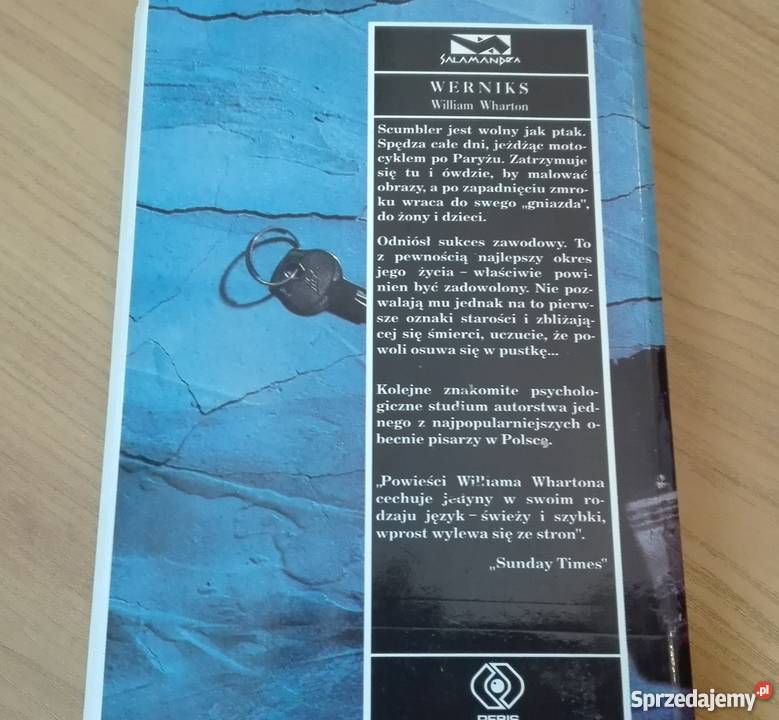 SALAMANDRA
WERNIKS
William Wharton
Scumbler jest wolny jak ptak.
Spędza całe dni, jeżdżąc moto-
cyklem po Paryżu. Zatrzymuje
się tu i ówdzie, by malować
obrazy, a po zapadnięciu zmro-
ku wraca do swego „gniazda",
do żony i dzieci.
Odniósł sukces zawodowy. To
z pewnością najlepszy okres
jego życia – właściwie powi-
nien być zadowolony. Nie poz-
walają mu jednak na to pierw-
sze oznaki starości i zbliżają-
cej się śmierci, uczucie, że po-
woli osuwa się w pustkę...
Kolejne znakomite psycholo-
giczne studium autorstwa jed-
nego z najpopularniejszych o-
becnie pisarzy w Polsce.
„Powieści Williama Whartona
cechuje jedyny w swoim ro-
dzaju język – świeży i szybki,
wprost wylewa się ze stron".
„Sunday Times"
REBIS
Sprzedajemy.pl